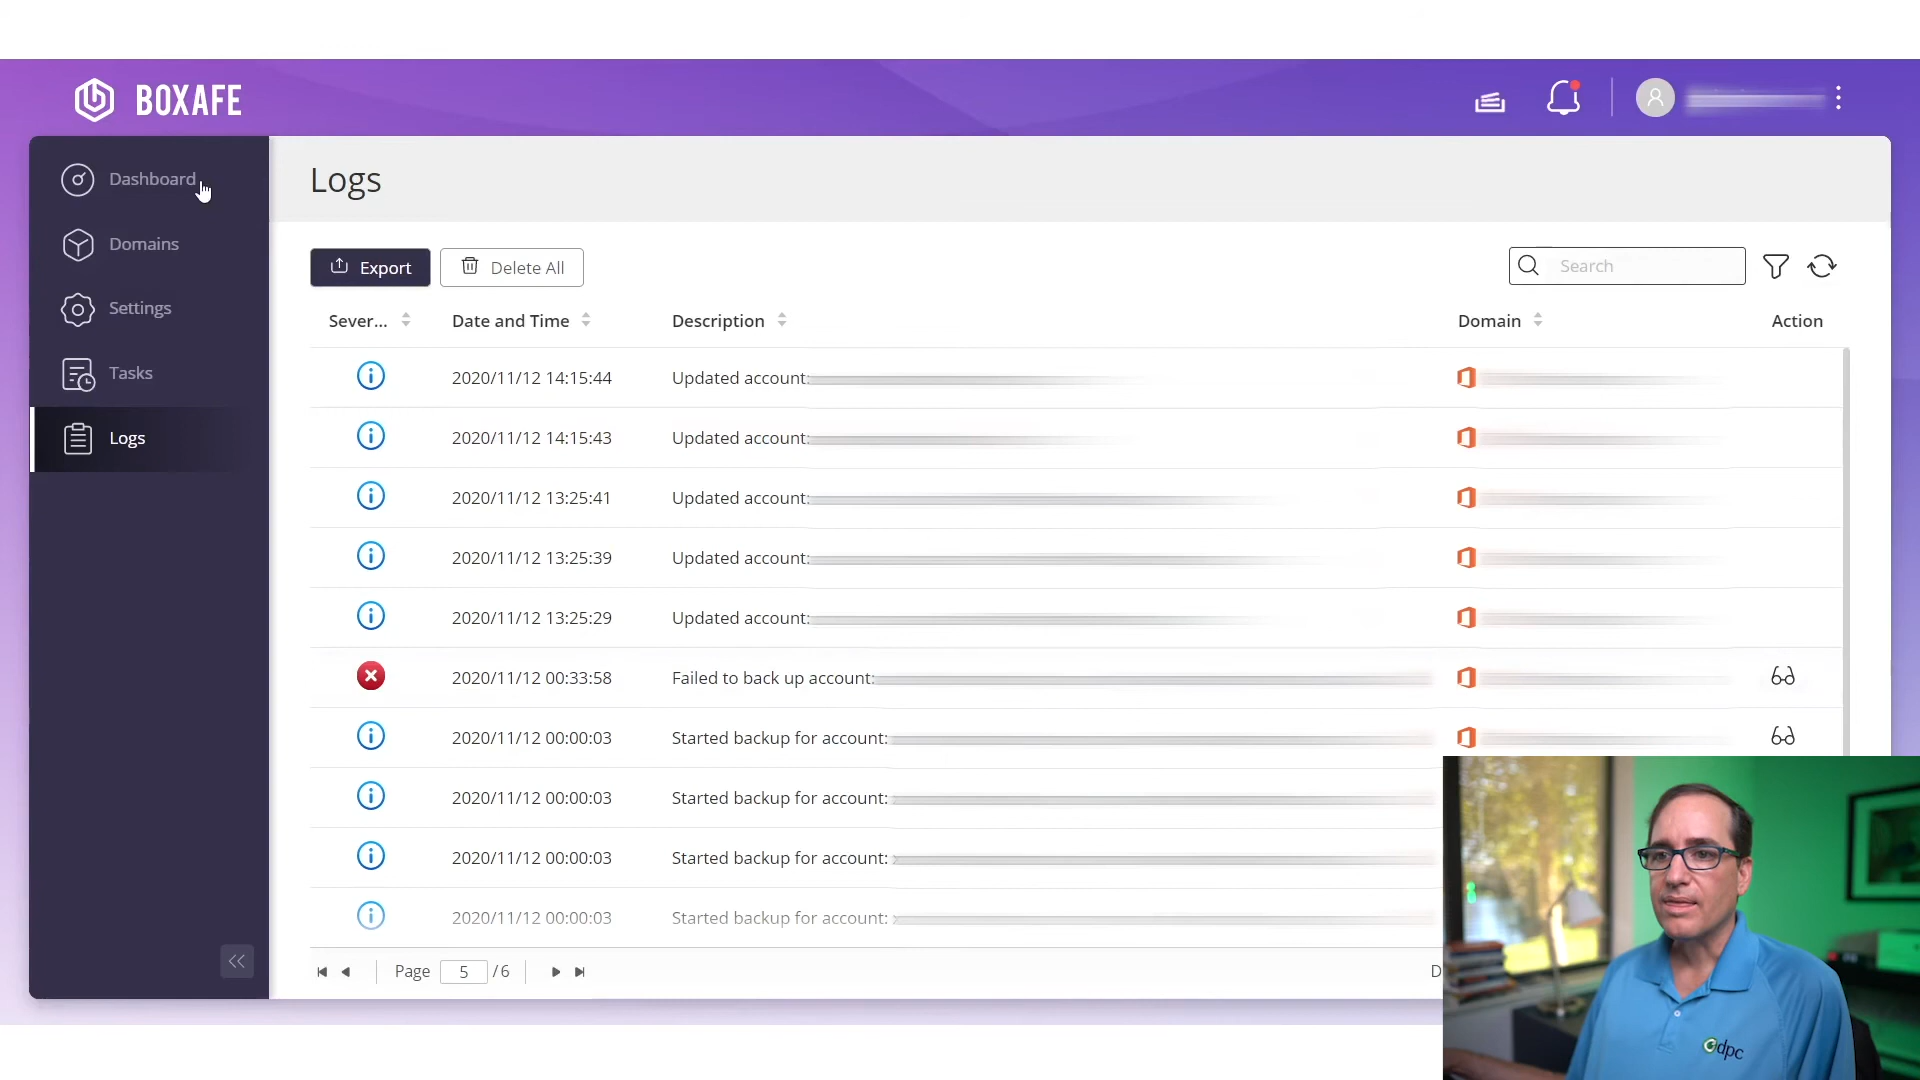 BOXAFE
Dashboard
Domains
Settings
Tasks
Logs
Logs
Export
Delete All
Search
Sever...
Date and Time
Description
Domain
Action
2020/11/12 14:15:44 Updated account:
2020/11/12 14:15:43 Updated account:
2020/11/12 13:25:41 Updated account:
2020/11/12 13:25:39 Updated account:
2020/11/12 13:25:29 Updated account:
2020/11/12 00:33:58 Failed to back up account:
2020/11/12 00:00:03 Started backup for account:
2020/11/12 00:00:03 Started backup for account:
2020/11/12 00:00:03 Started backup for account:
2020/11/12 00:00:03 Started backup for account:
Page 5 /6
D
dpc